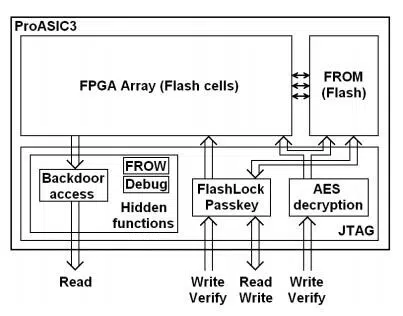 ProASIC3
FPGA Array (Flash cells)
FROM
(Flash)
Backdoor
access
FROW
Debug
Hidden
functions
FlashLock
Passkey
AES
decryption
JTAG
Read
Write
Verify
Read
Write
Write
Verify